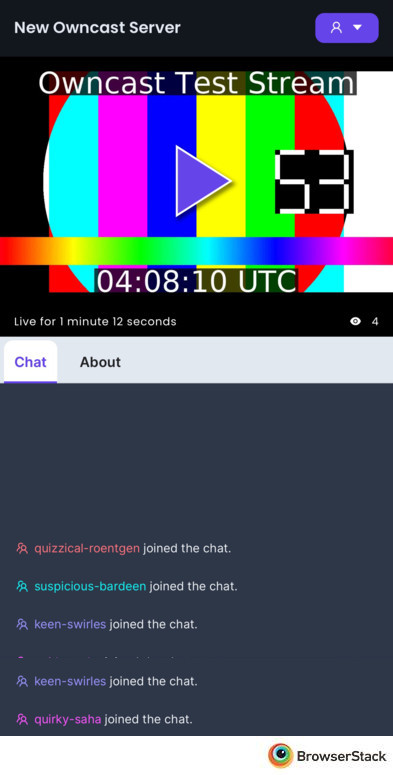 New Owncast Server
Owncast Test Stream
53
04:08:10 UTC
Live for 1 minute 12 seconds
4
Chat
About
quizzical-roentgen joined the chat.
suspicious-bardeen joined the chat.
keen-swirles joined the chat.
keen-swirles joined the chat.
quirky-saha joined the chat.
BrowserStack